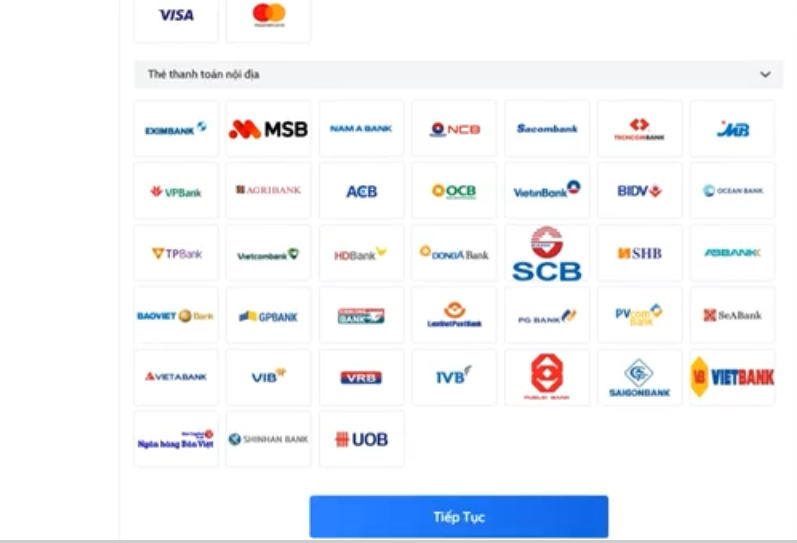 VISA
Thẻ thanh toán nội địa
EXIMBANK
MSB
NAM A BANK
NCB
Sacombank
TECHCOMBANK
MB
VPBank
AGRIBANK
ACB
OCB
VietinBank
BIDV
OCEAN BANK
TPBank
Vietcombank
HDBank
DONGA Bank
SCB
SHB
ABBANK
BAOVIET Bank
GPBANK
BANK
LienVietPostBank
PG BANK
PVcom Bank
SeABank
VIETABANK
VIB
VRB
IVB
PUBLIC BANK
SAIGONBANK
VB VIETBANK
Ngân hàng Bản Việt
SHINHAN BANK
UOB
Tiếp Tục